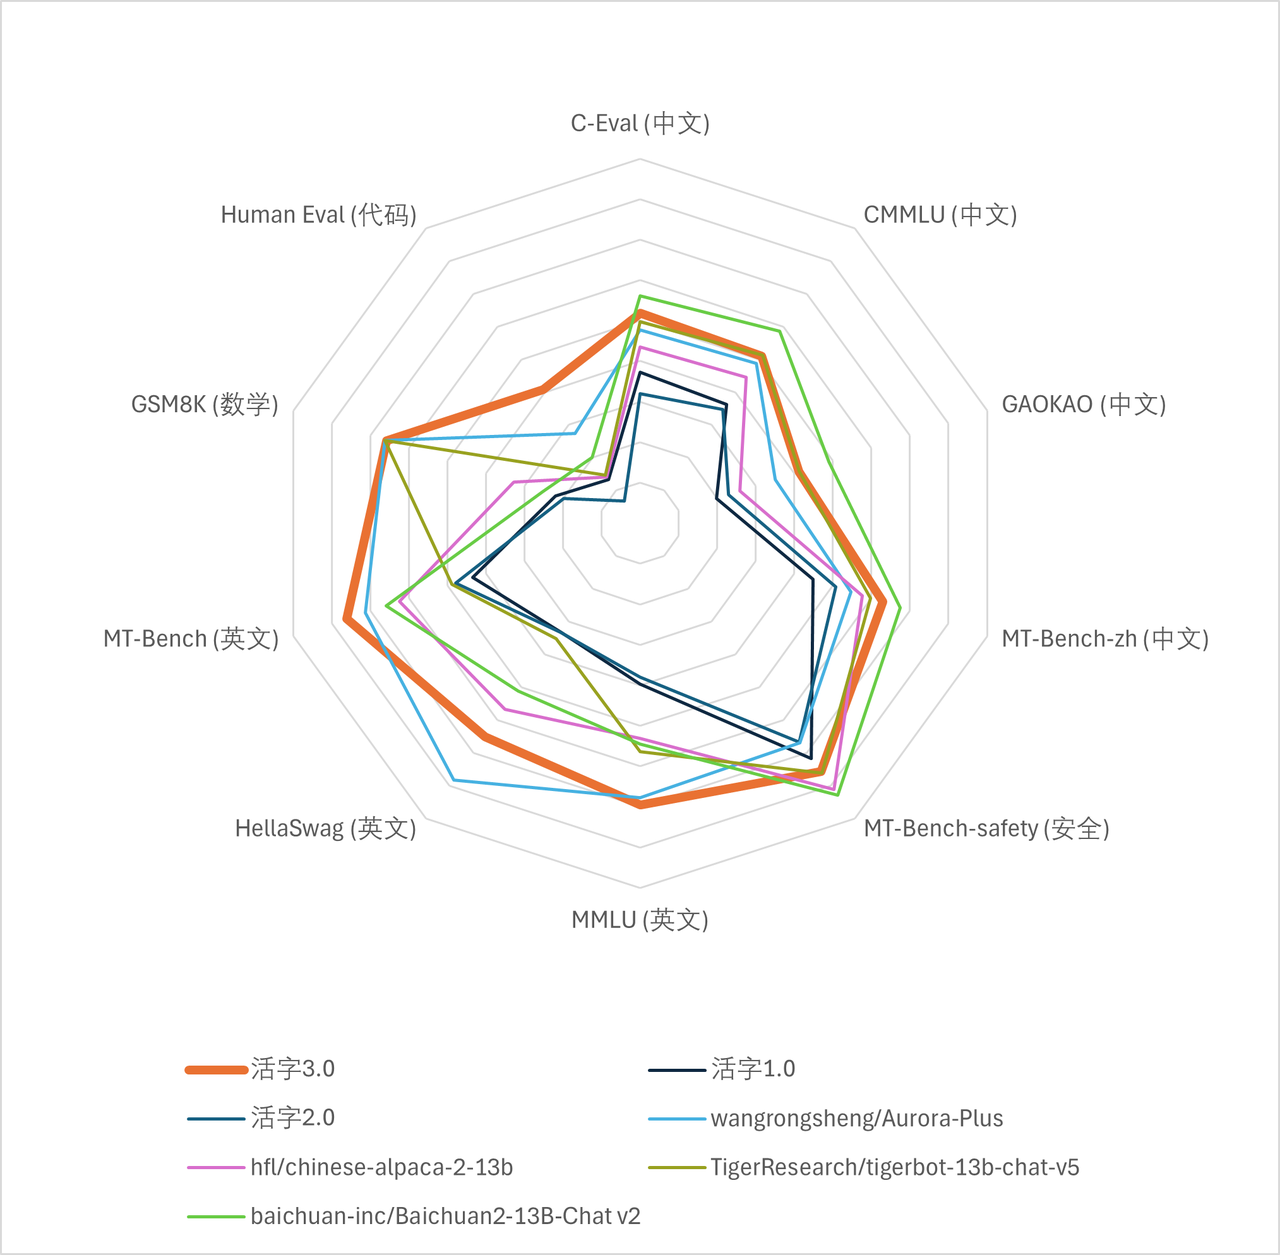 C-Eval (中文)
Human Eval (代码)
CMMLU (中文)
GSM8K (数学)
GAOKAO (中文)
MT-Bench (英文)
MT-Bench-zh (中文)
HellaSwag (英文)
MT-Bench-safety (安全)
MMLU (英文)
活字3.0
活字1.0
活字2.0
wangrongsheng/Aurora-Plus
hfl/chinese-alpaca-2-13b
TigerResearch/tigerbot-13b-chat-v5
baichuan-inc/Baichuan2-13B-Chat v2